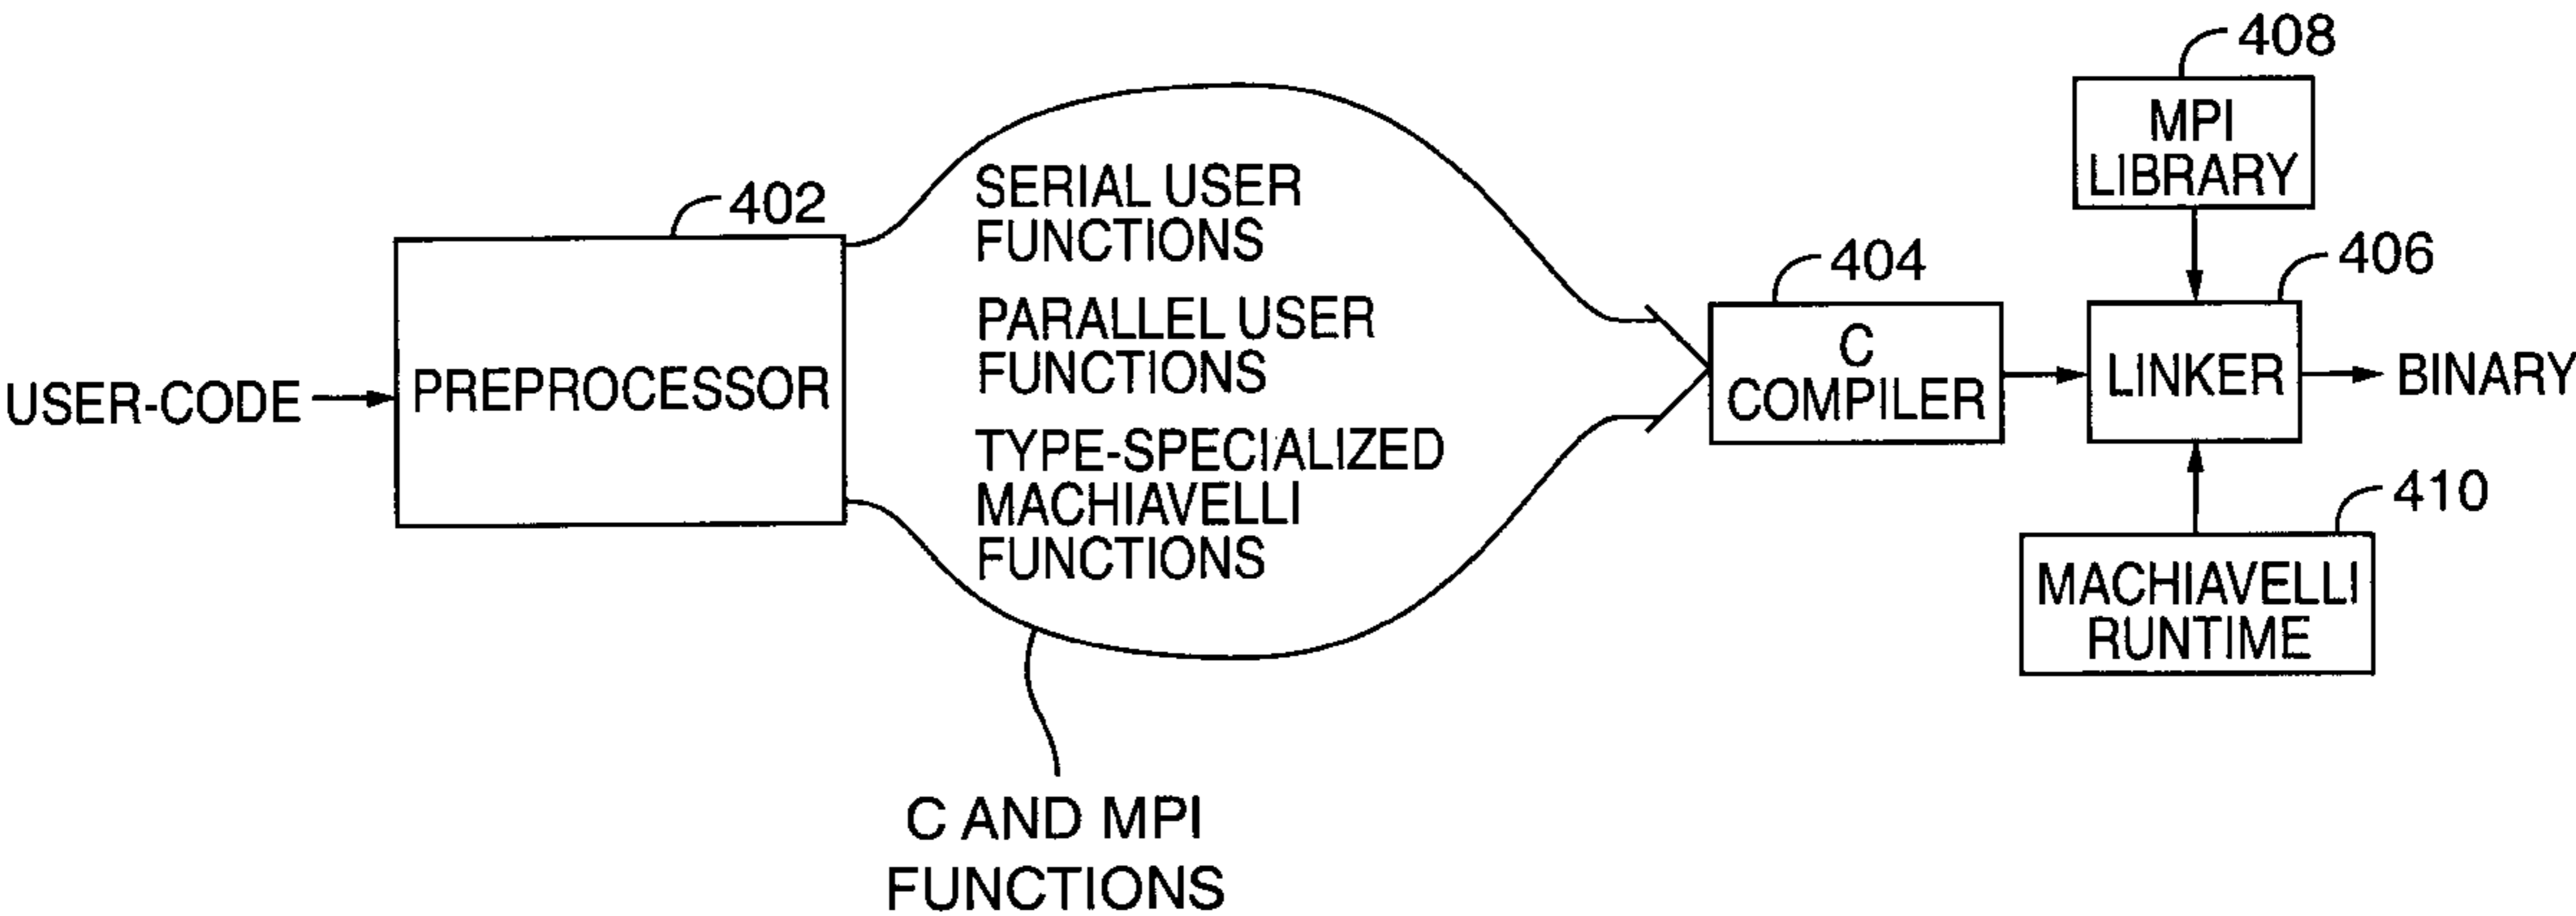 USER-CODE
402
PREPROCESSOR
SERIAL USER
FUNCTIONS
PARALLEL USER
FUNCTIONS
TYPE-SPECIALIZED
MACHIAVELLI
FUNCTIONS
C AND MPI
FUNCTIONS
404
C
COMPILER
408
MPI
LIBRARY
406
LINKER
BINARY
410
MACHIAVELLI
RUNTIME